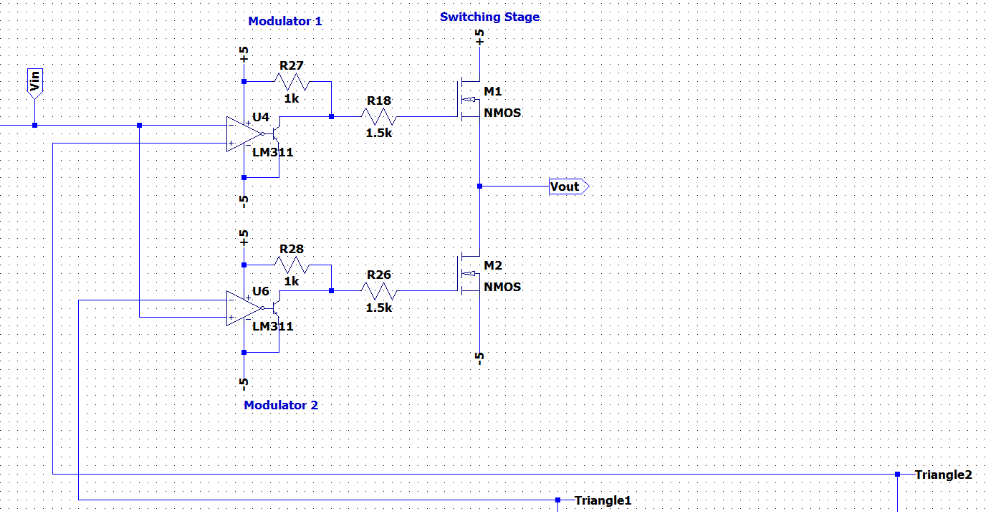 Modulator 1
Switching Stage
+5
+5
Vin
R27
1k
M1
NMOS
R18
1.5k
U4
LM311
-5
Vout
+5
R28
1k
M2
NMOS
R26
1.5k
U6
LM311
-5
-5
Modulator 2
Triangle2
Triangle1